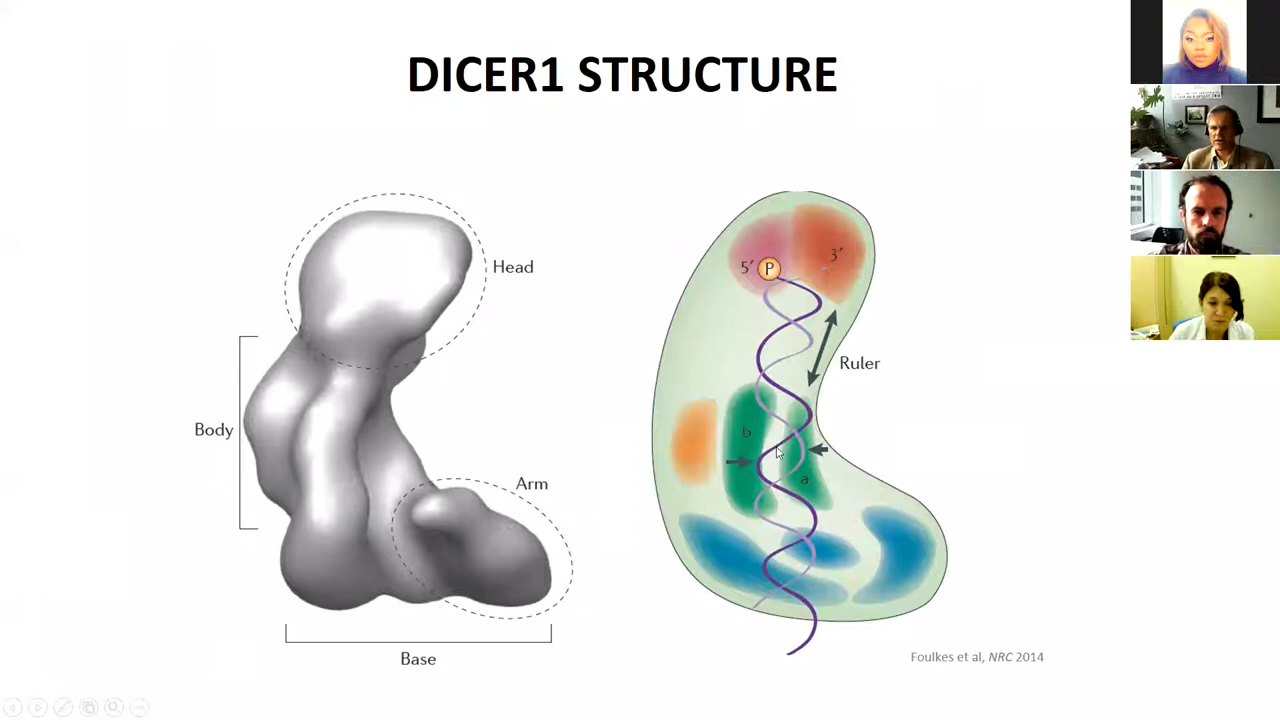 DICER1 STRUCTURE
Head
Body
Arm
Base
5′
P
3′
Ruler
b
a
Foulkes et al, NRC 2014